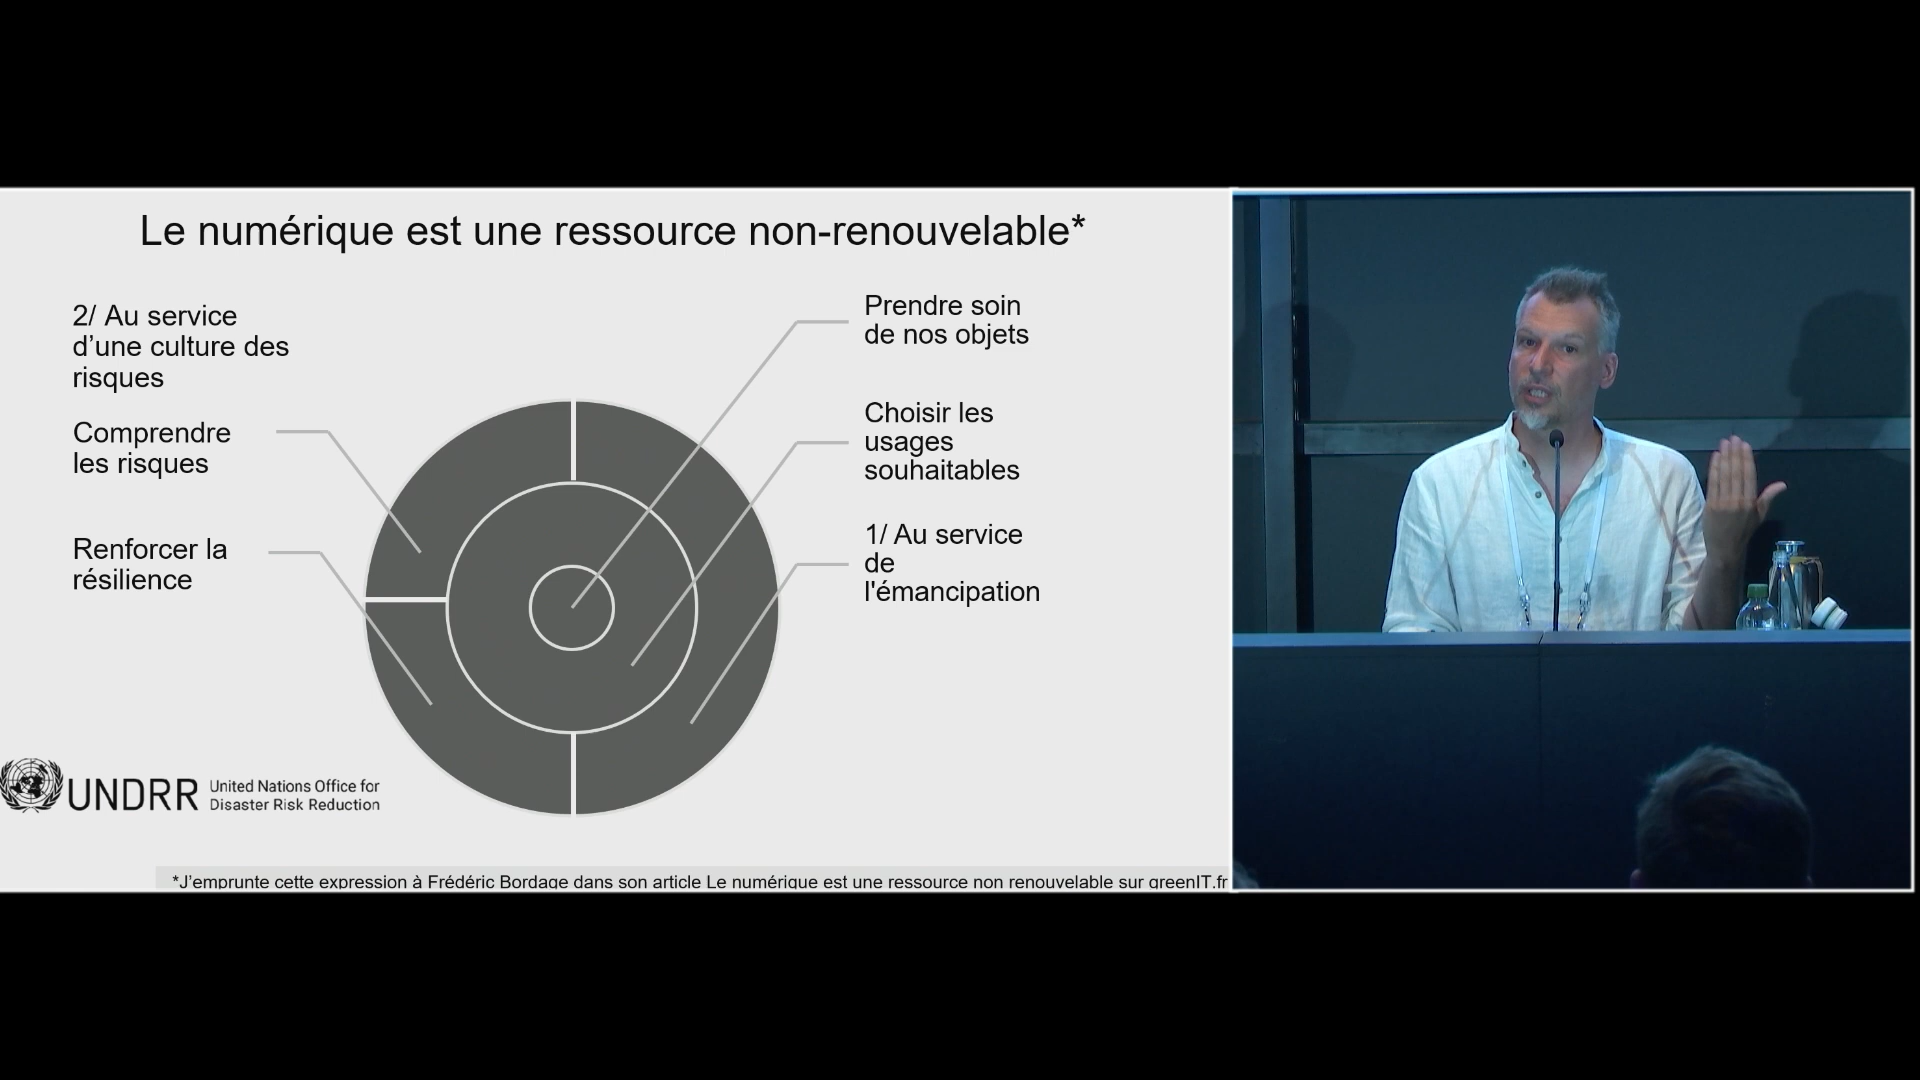 Le numérique est une ressource non-renouvelable*
2/ Au service
d’une culture des
risques
Comprendre
les risques
Renforcer la
résilience
Prendre soin
de nos objets
Choisir les
usages
souhaitables
1/ Au service
de
l'émancipation
UNDRR
United Nations Office for
Disaster Risk Reduction
*J’emprunte cette expression à Frédéric Bordage dans son article Le numérique est une ressource non renouvelable sur greenIT.fr